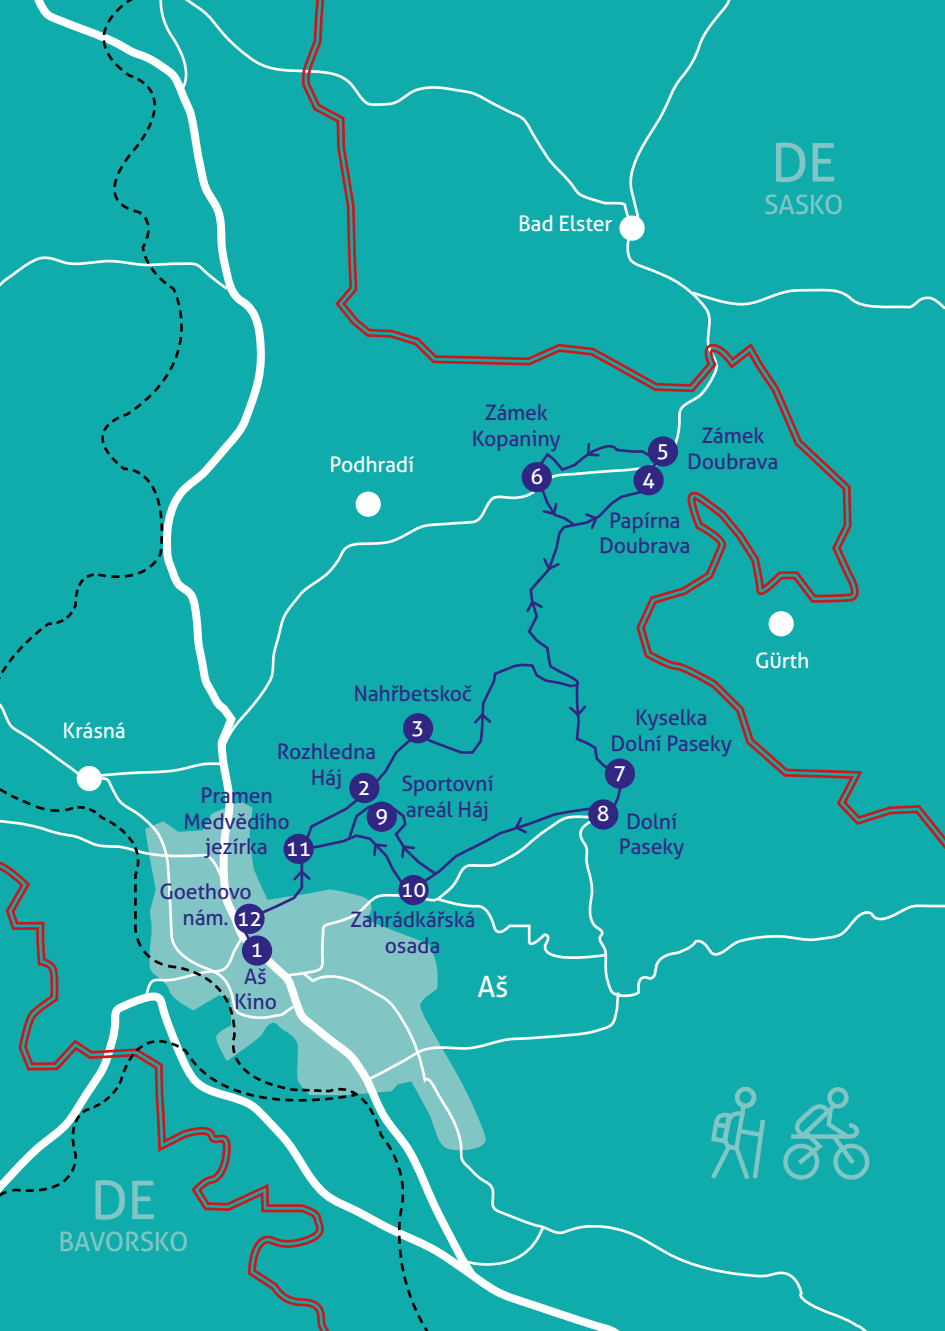 DE
SASKO
Bad Elster
Zámek
Kopaniny
5
Zámek
Doubrava
Podhradí
6
4
Papírna
Doubrava
Gürth
Nahřbetskoč
3
Kyselka
Dolní Paseky
Krásná
Rozhledna
Háj
2
Sportovní
areál Háj
7
Pramen
Medvědího
jezírka
9
8
Dolní
Paseky
11
Goethovo
nám.
12
10
Zahrádkářská
osada
1
Aš
Kino
Aš
DE
BAVORSKO